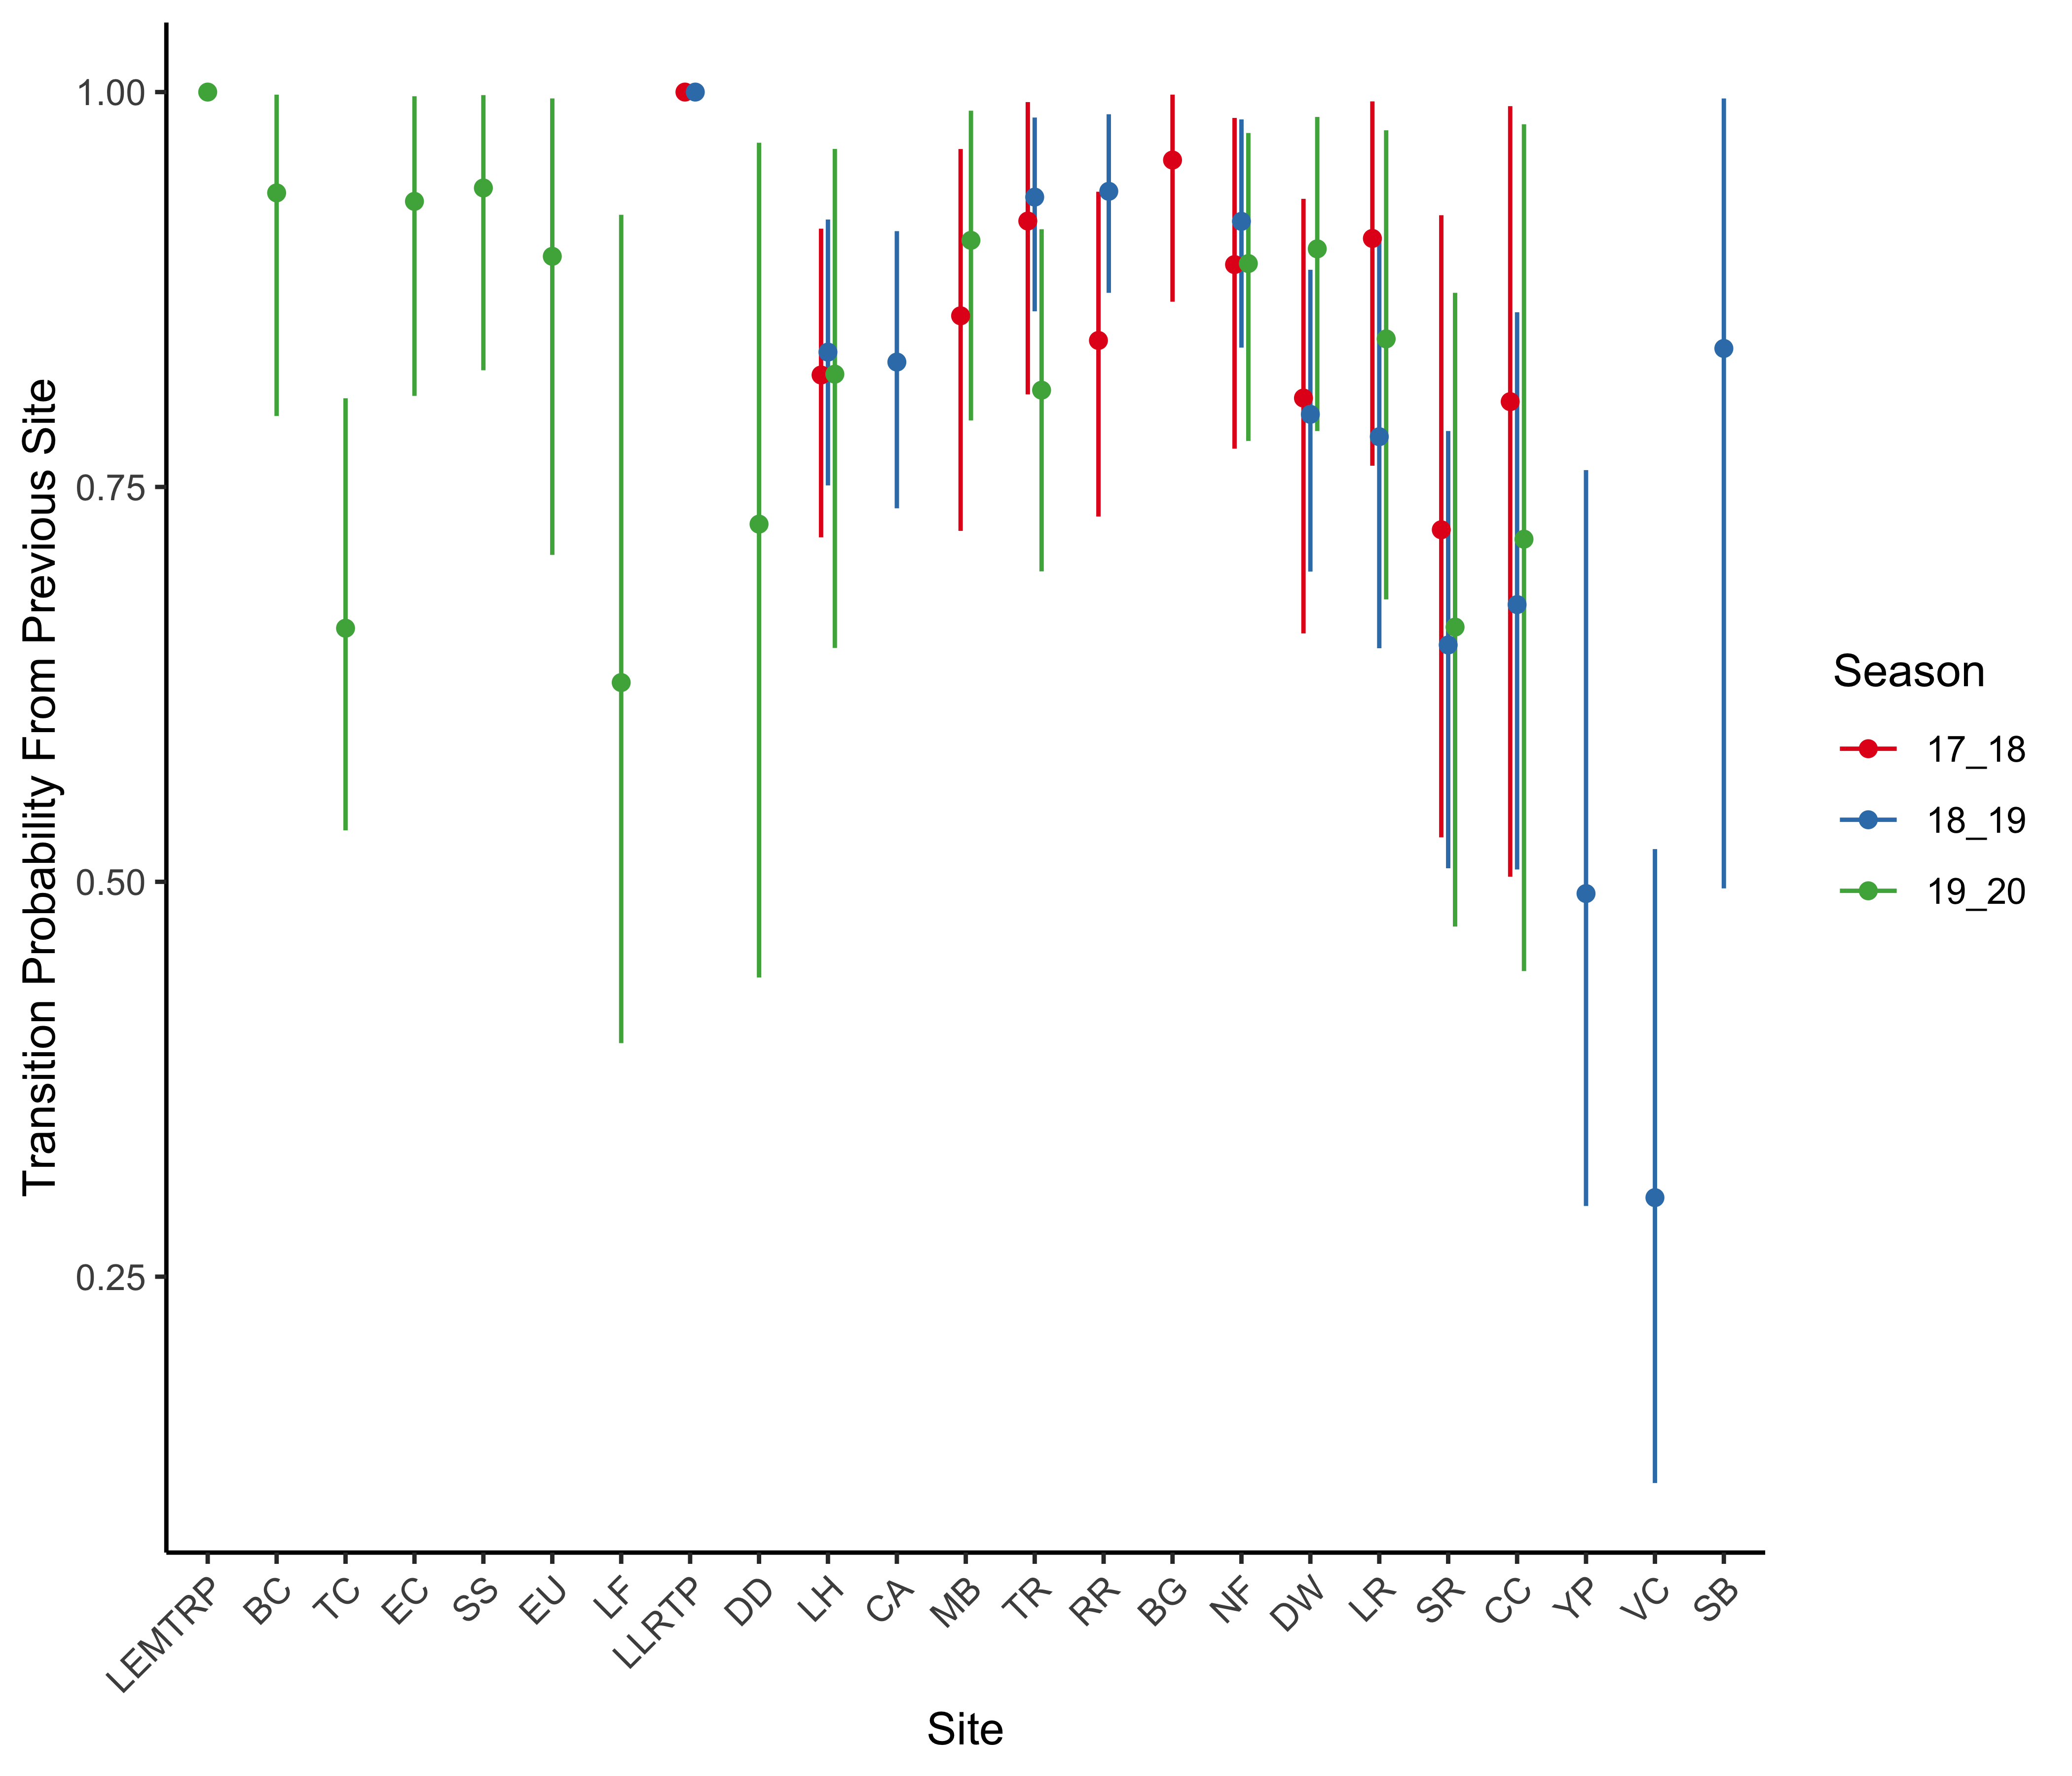 Transition Probability From Previous Site
1.00
0.75
0.50
0.25
LEMTRP
BC
TC
EC
SS
EU
LF
LLRTP
DD
LH
CA
MB
TR
RR
BG
NF
DW
LR
SR
CC
YP
VC
SB
Site
Season
17_18
18_19
19_20